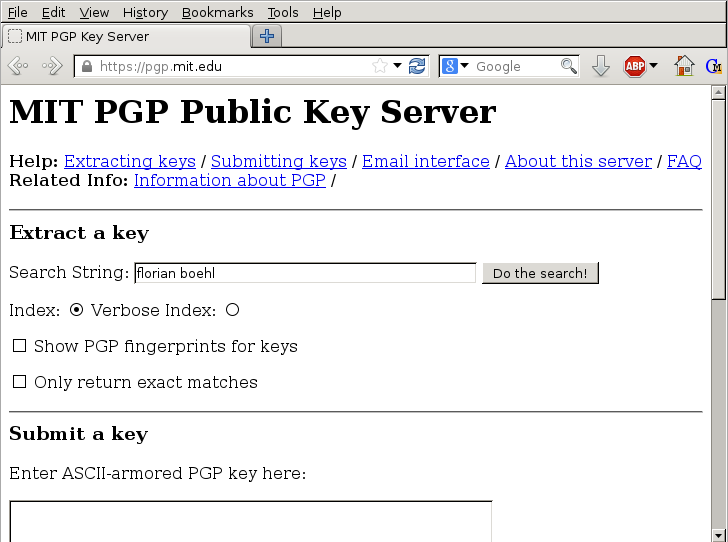 File Edit View History Bookmarks Tools Help
MIT PGP Key Server
https://pgp.mit.edu
Google
ABP
MIT PGP Public Key Server
Help: Extracting keys / Submitting keys / Email interface / About this server / FAQ
Related Info: Information about PGP /
Extract a key
Search String: florian boehl Do the search!
Index: Verbose Index:
Show PGP fingerprints for keys
Only return exact matches
Submit a key
Enter ASCII-armored PGP key here: